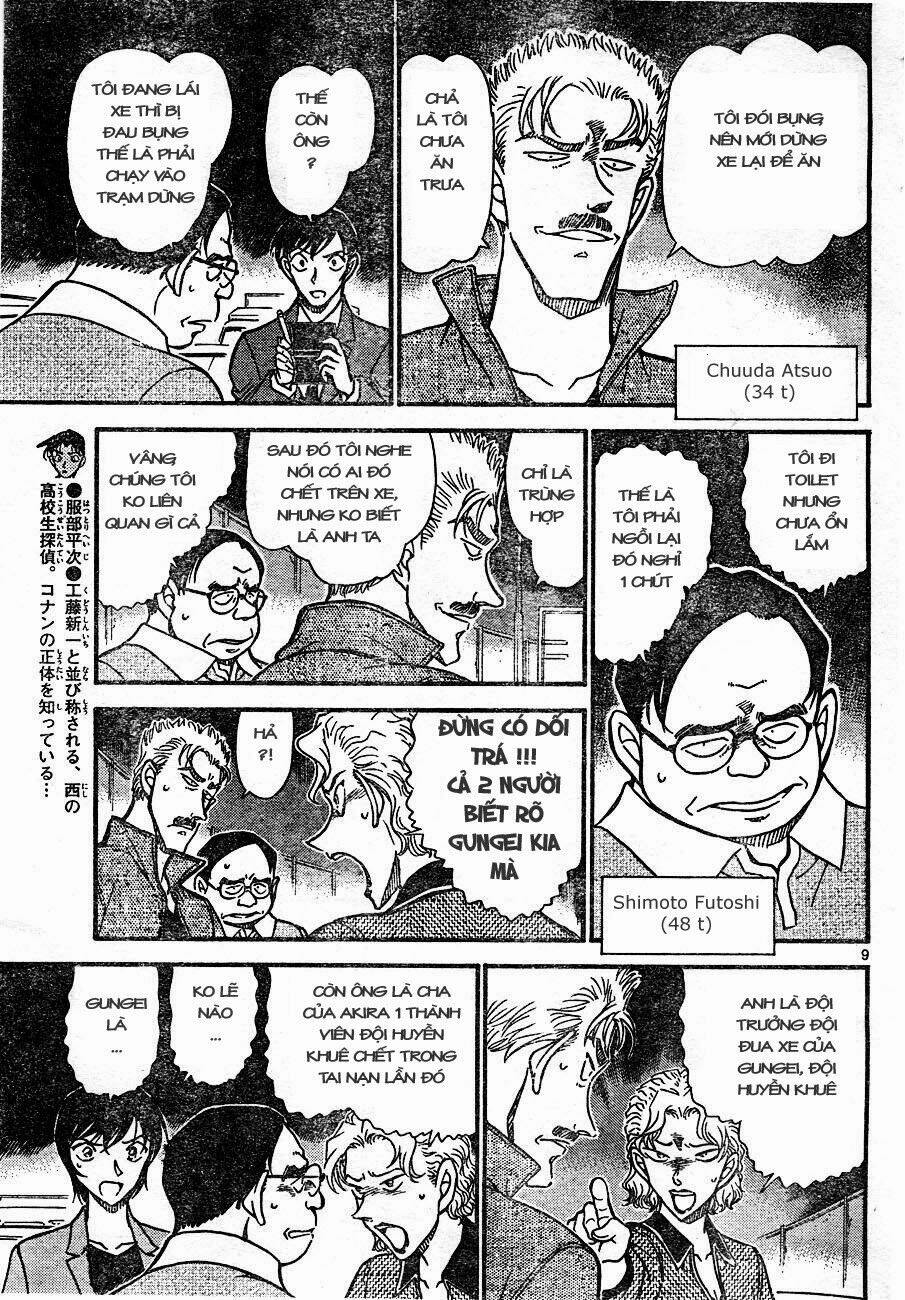 TÔI ĐÓI BỤNG,
NÊN MỚI DỪNG
XE LẠI ĐỂ ĂN
CHẢ
LÀ TÔI
CHƯA
ĂN
TRƯA
Chuuda Atsuo
(34 t)
THẾ
CÒN
ÔNG
?
TÔI ĐANG LÁI
XE THÌ BỊ
ĐAU BỤNG
THẾ LÀ PHẢI
CHẠY VÀO
TRẠM DỪNG
TÔI ĐI
TOILET
NHƯNG
CHƯA ỔN
LẮM
THẾ LÀ
TÔI PHẢI
NGỒI LẠI
ĐÓ NGHỈ
1 CHÚT
Shimoto Futoshi
(48 t)
CHỈ LÀ
TRÙNG
HỢP
SAU ĐÓ TÔI NGHE
NÓI CÓ AI ĐÓ
CHẾT TRÊN XE,
NHƯNG KO BIẾT
LÀ ANH TA
VÂNG,
CHÚNG TÔI
KO LIÊN
QUAN GÌ CẢ
ĐỪNG CÓ DỐI
TRÁ !!!
CẢ 2 NGƯỜI
BIẾT RÕ
GUNGEI KIA
MÀ
HẢ
?!
●服部平次●工藤新一と並び称される、西の
高校生探偵。コナンの正体を知っている…
9
ANH LÀ ĐỘI
TRƯỞNG ĐỘI
ĐUA XE CỦA
GUNGEI, ĐỘI
HUYỀN KHUÊ
CÒN ÔNG LÀ CHA
CỦA AKIRA 1 THÀNH
VIÊN ĐỘI HUYỀN
KHUÊ CHẾT TRONG
TAI NẠN LẦN ĐÓ
KO LẼ
NÀO
...
GUNGEI
LÀ
...